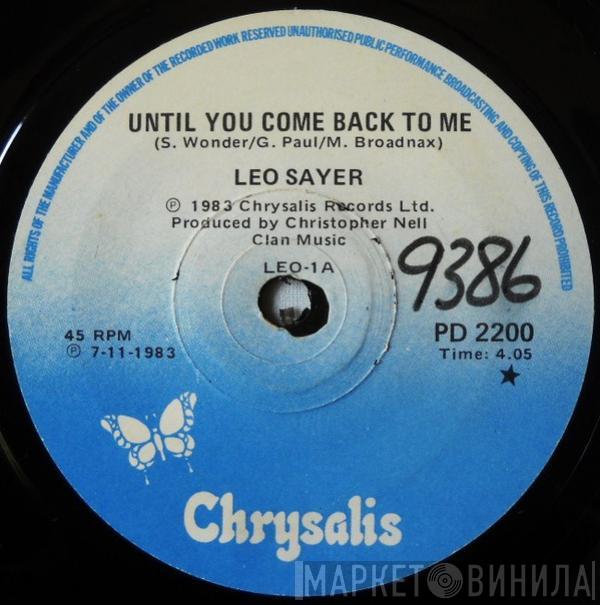 ALL RIGHTS OF THE MANUFACTURER AND OF THE OWNER OF THE RECORDED WORK RESERVED UNAUTHORISED PUBLIC PERFORMANCE BROADCASTING AND COPYING OF THIS RECORD PROHIBITED
UNTIL YOU COME BACK TO ME
(S. Wonder/G. Paul/M. Broadnax)
LEO SAYER
℗ 1983 Chrysalis Records Ltd.
Produced by Christopher Nell
Clan Music
LEO-1A
9386
45 RPM
℗ 7-11-1983
PD 2200
Time: 4.05
Chrysalis
МАРКЕТ ВИНИЛА